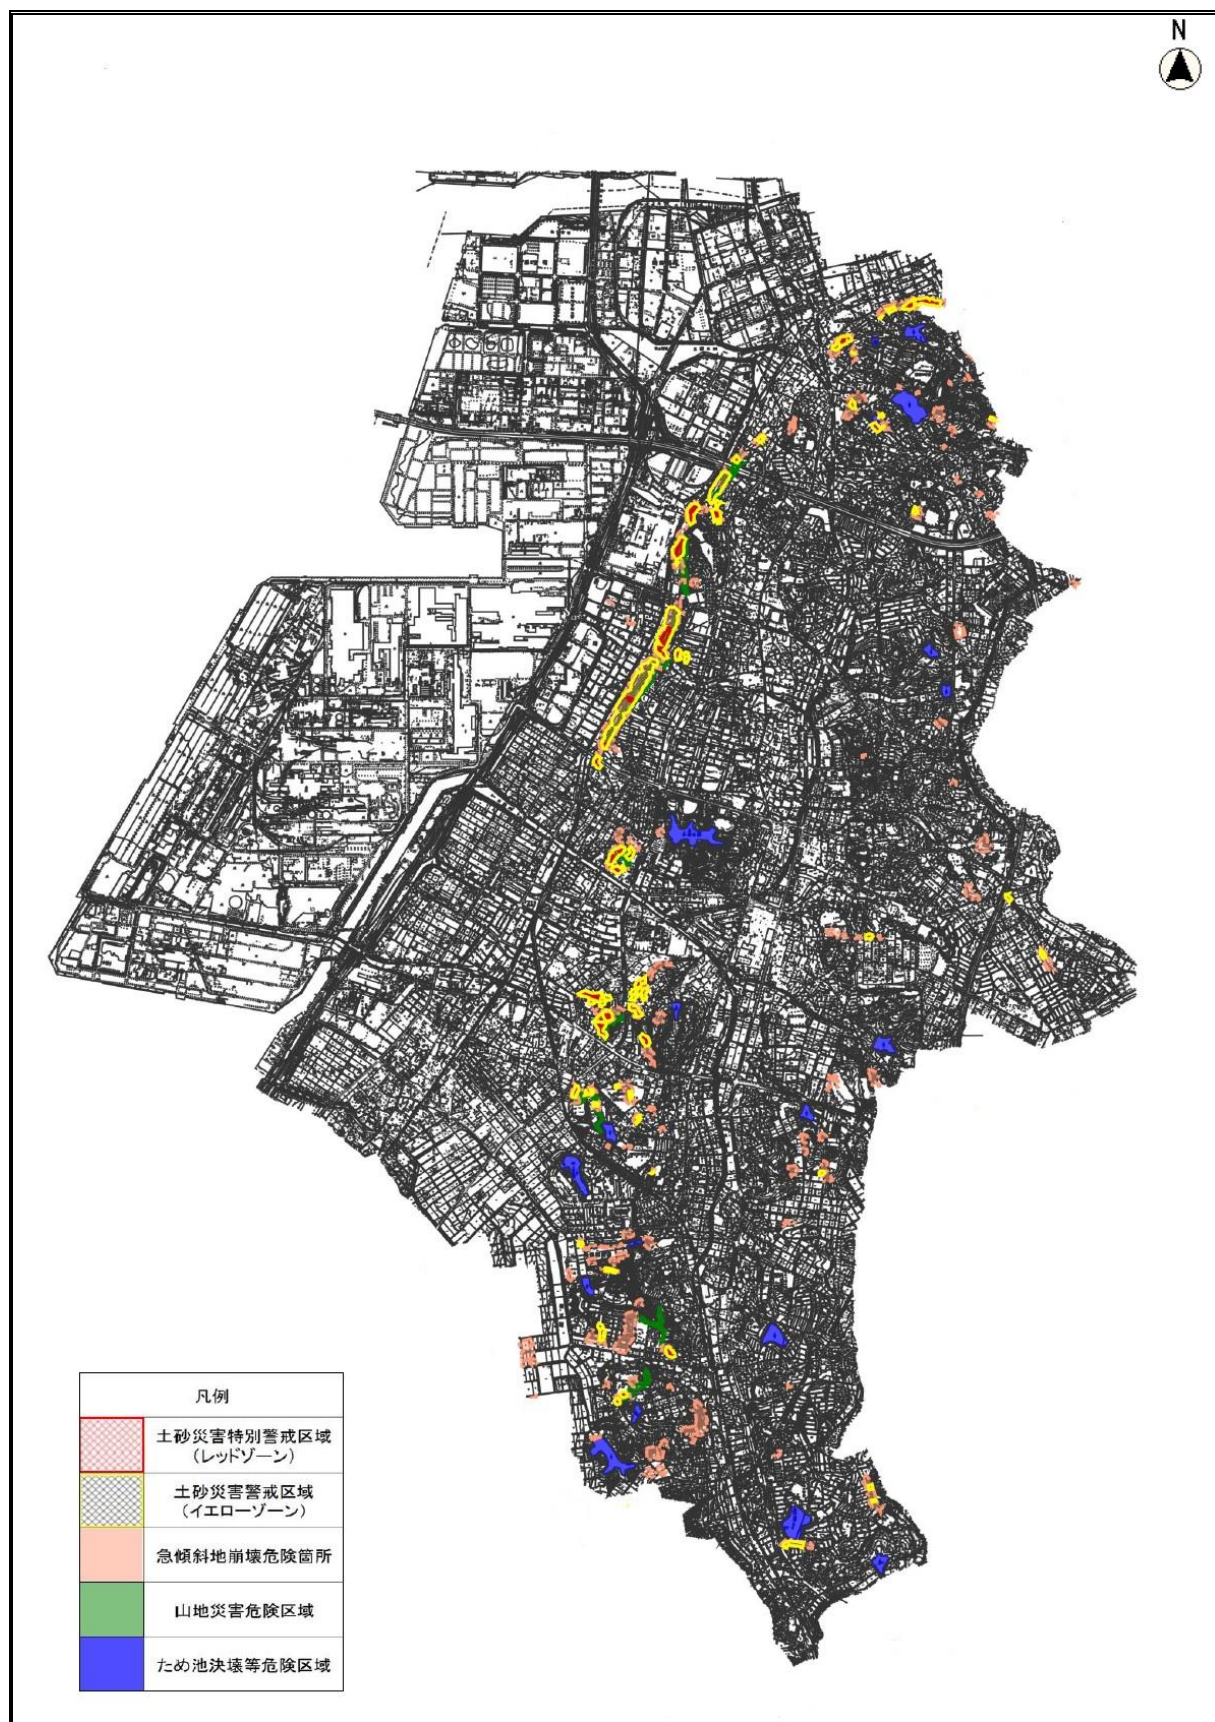 N
凡例
土砂災害特別警戒区域
(レッドゾーン)
土砂災害警戒区域
(イエローゾーン)
急傾斜地崩壊危険箇所
山地災害危険区域
ため池決壊等危険区域